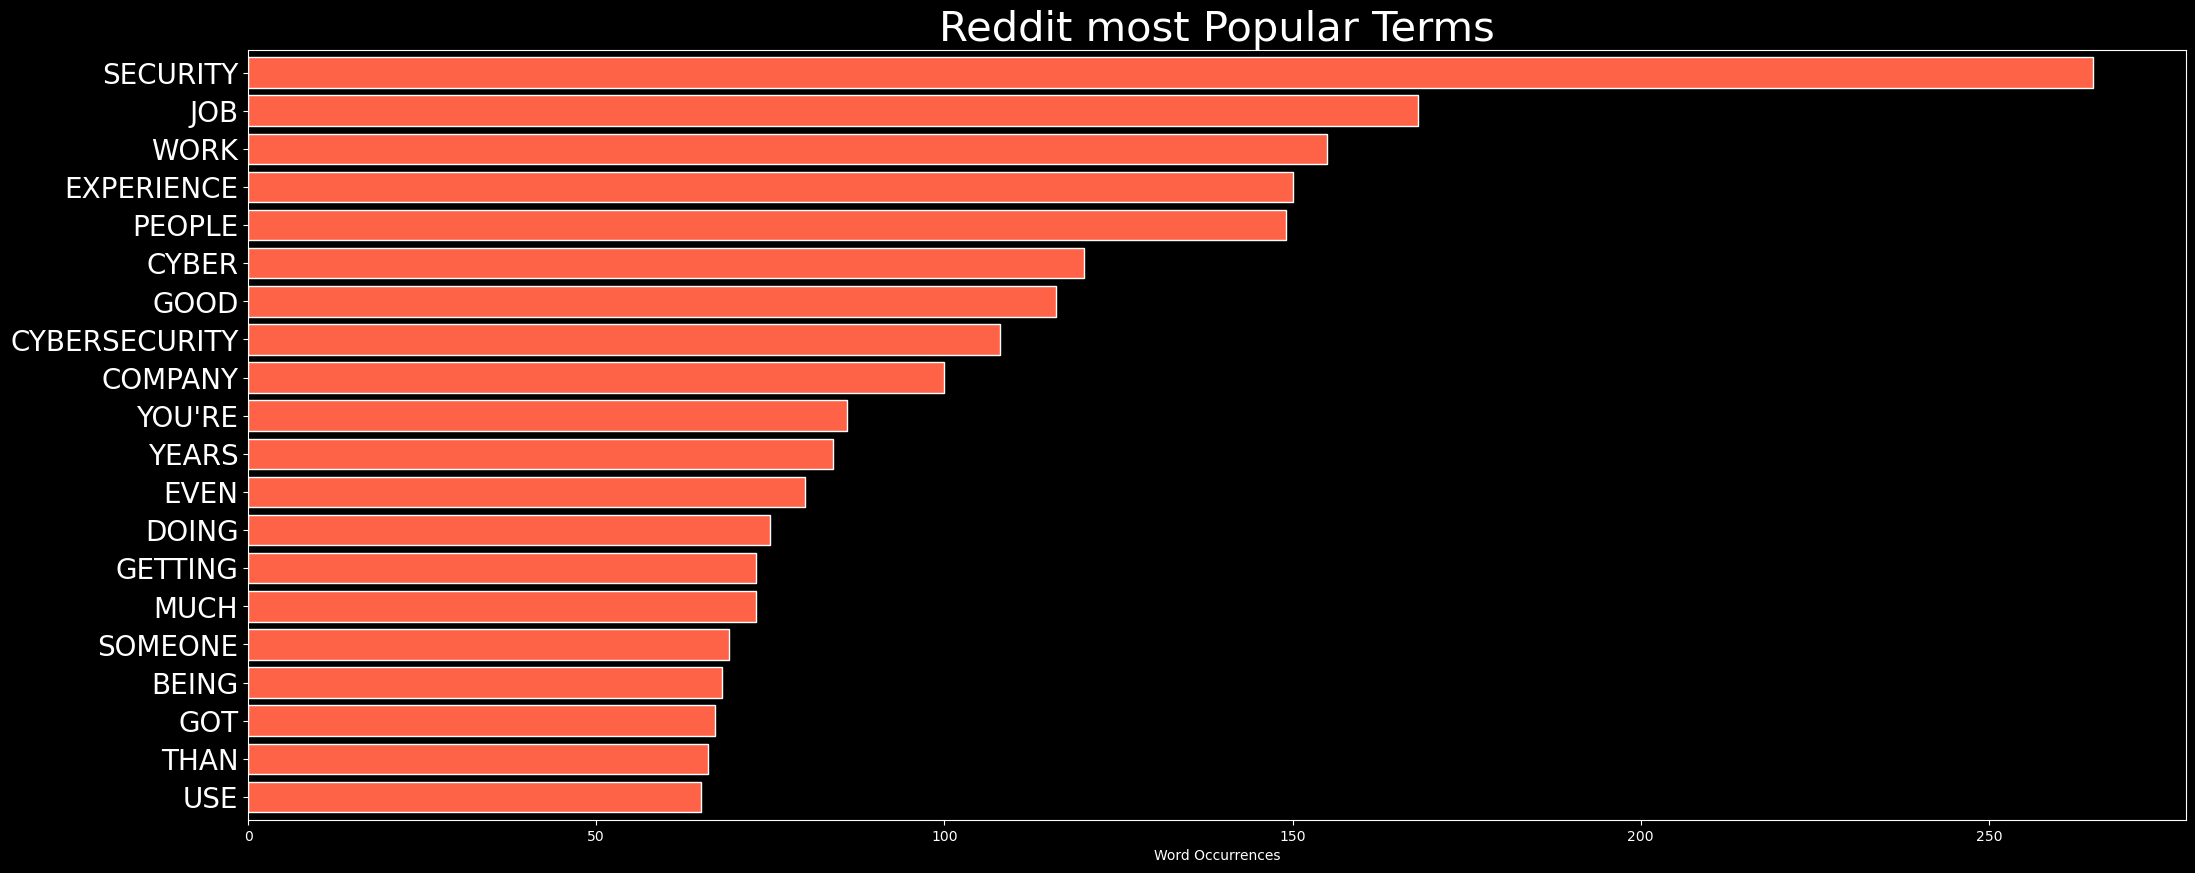 Reddit most Popular Terms
SECURITY
JOB
WORK
EXPERIENCE
PEOPLE
CYBER
GOOD
CYBERSECURITY
COMPANY
YOU'RE
YEARS
EVEN
DOING
GETTING
MUCH
SOMEONE
BEING
GOT
THAN
USE
0 50 100 150 200 250
Word Occurrences